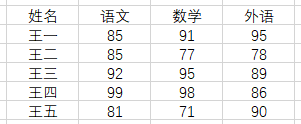 姓名 语文 数学 外语
王一 85 91 95
王二 85 77 78
王三 92 95 89
王四 99 98 86
王五 81 71 90